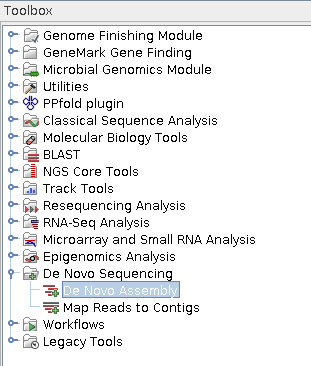 Toolbox
Genome Finishing Module
GeneMark Gene Finding
Microbial Genomics Module
Utilities
PPfold plugin
Classical Sequence Analysis
Molecular Biology Tools
BLAST
NGS Core Tools
Track Tools
Resequencing Analysis
RNA-Seq Analysis
Microarray and Small RNA Analysis
Epigenomics Analysis
De Novo Sequencing
De Novo Assembly
Map Reads to Contigs
Workflows
Legacy Tools